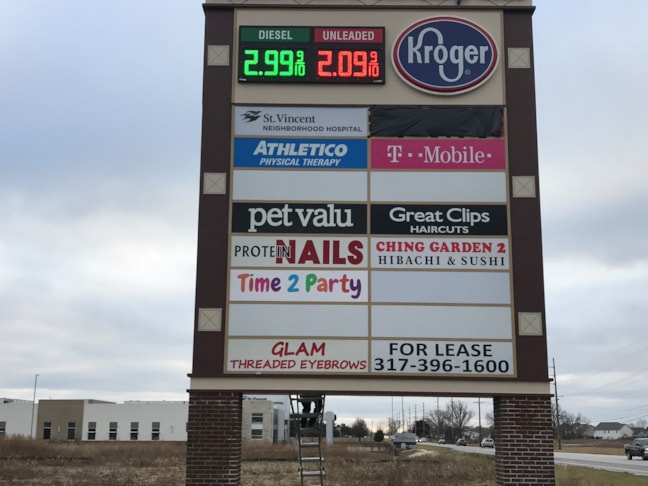 DIESEL UNLEADED
2.99 9/10 2.09 9/10
Kroger
St. Vincent
NEIGHBORHOOD HOSPITAL
ATHLETICO
PHYSICAL THERAPY
T··Mobile·
pet valu
Great Clips
HAIRCUTS
PROTEIN NAILS
CHING GARDEN 2
HIBACHI & SUSHI
Time 2 Party
GLAM
THREADED EYEBROWS
FOR LEASE
317-396-1600